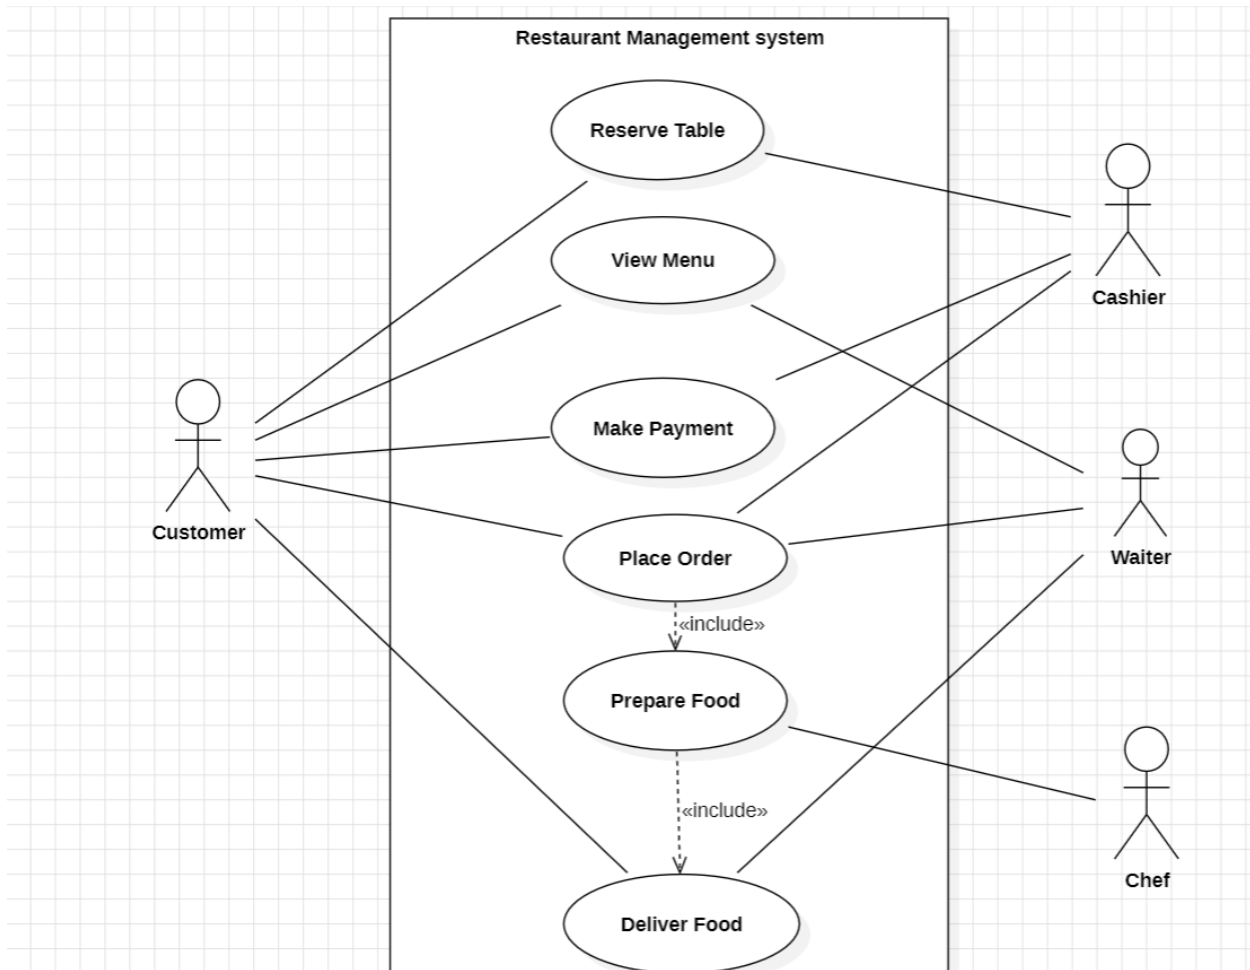 Restaurant Management system
Reserve Table
View Menu
Cashier
Make Payment
Customer
Place Order
Waiter
«include»
Prepare Food
«include»
Chef
Deliver Food